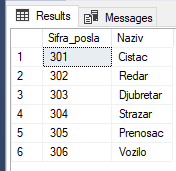 Results Messages
Sifra_posla Naziv
1 301 Cistac
2 302 Redar
3 303 Djubretar
4 304 Strazar
5 305 Prenosac
6 306 Vozilo